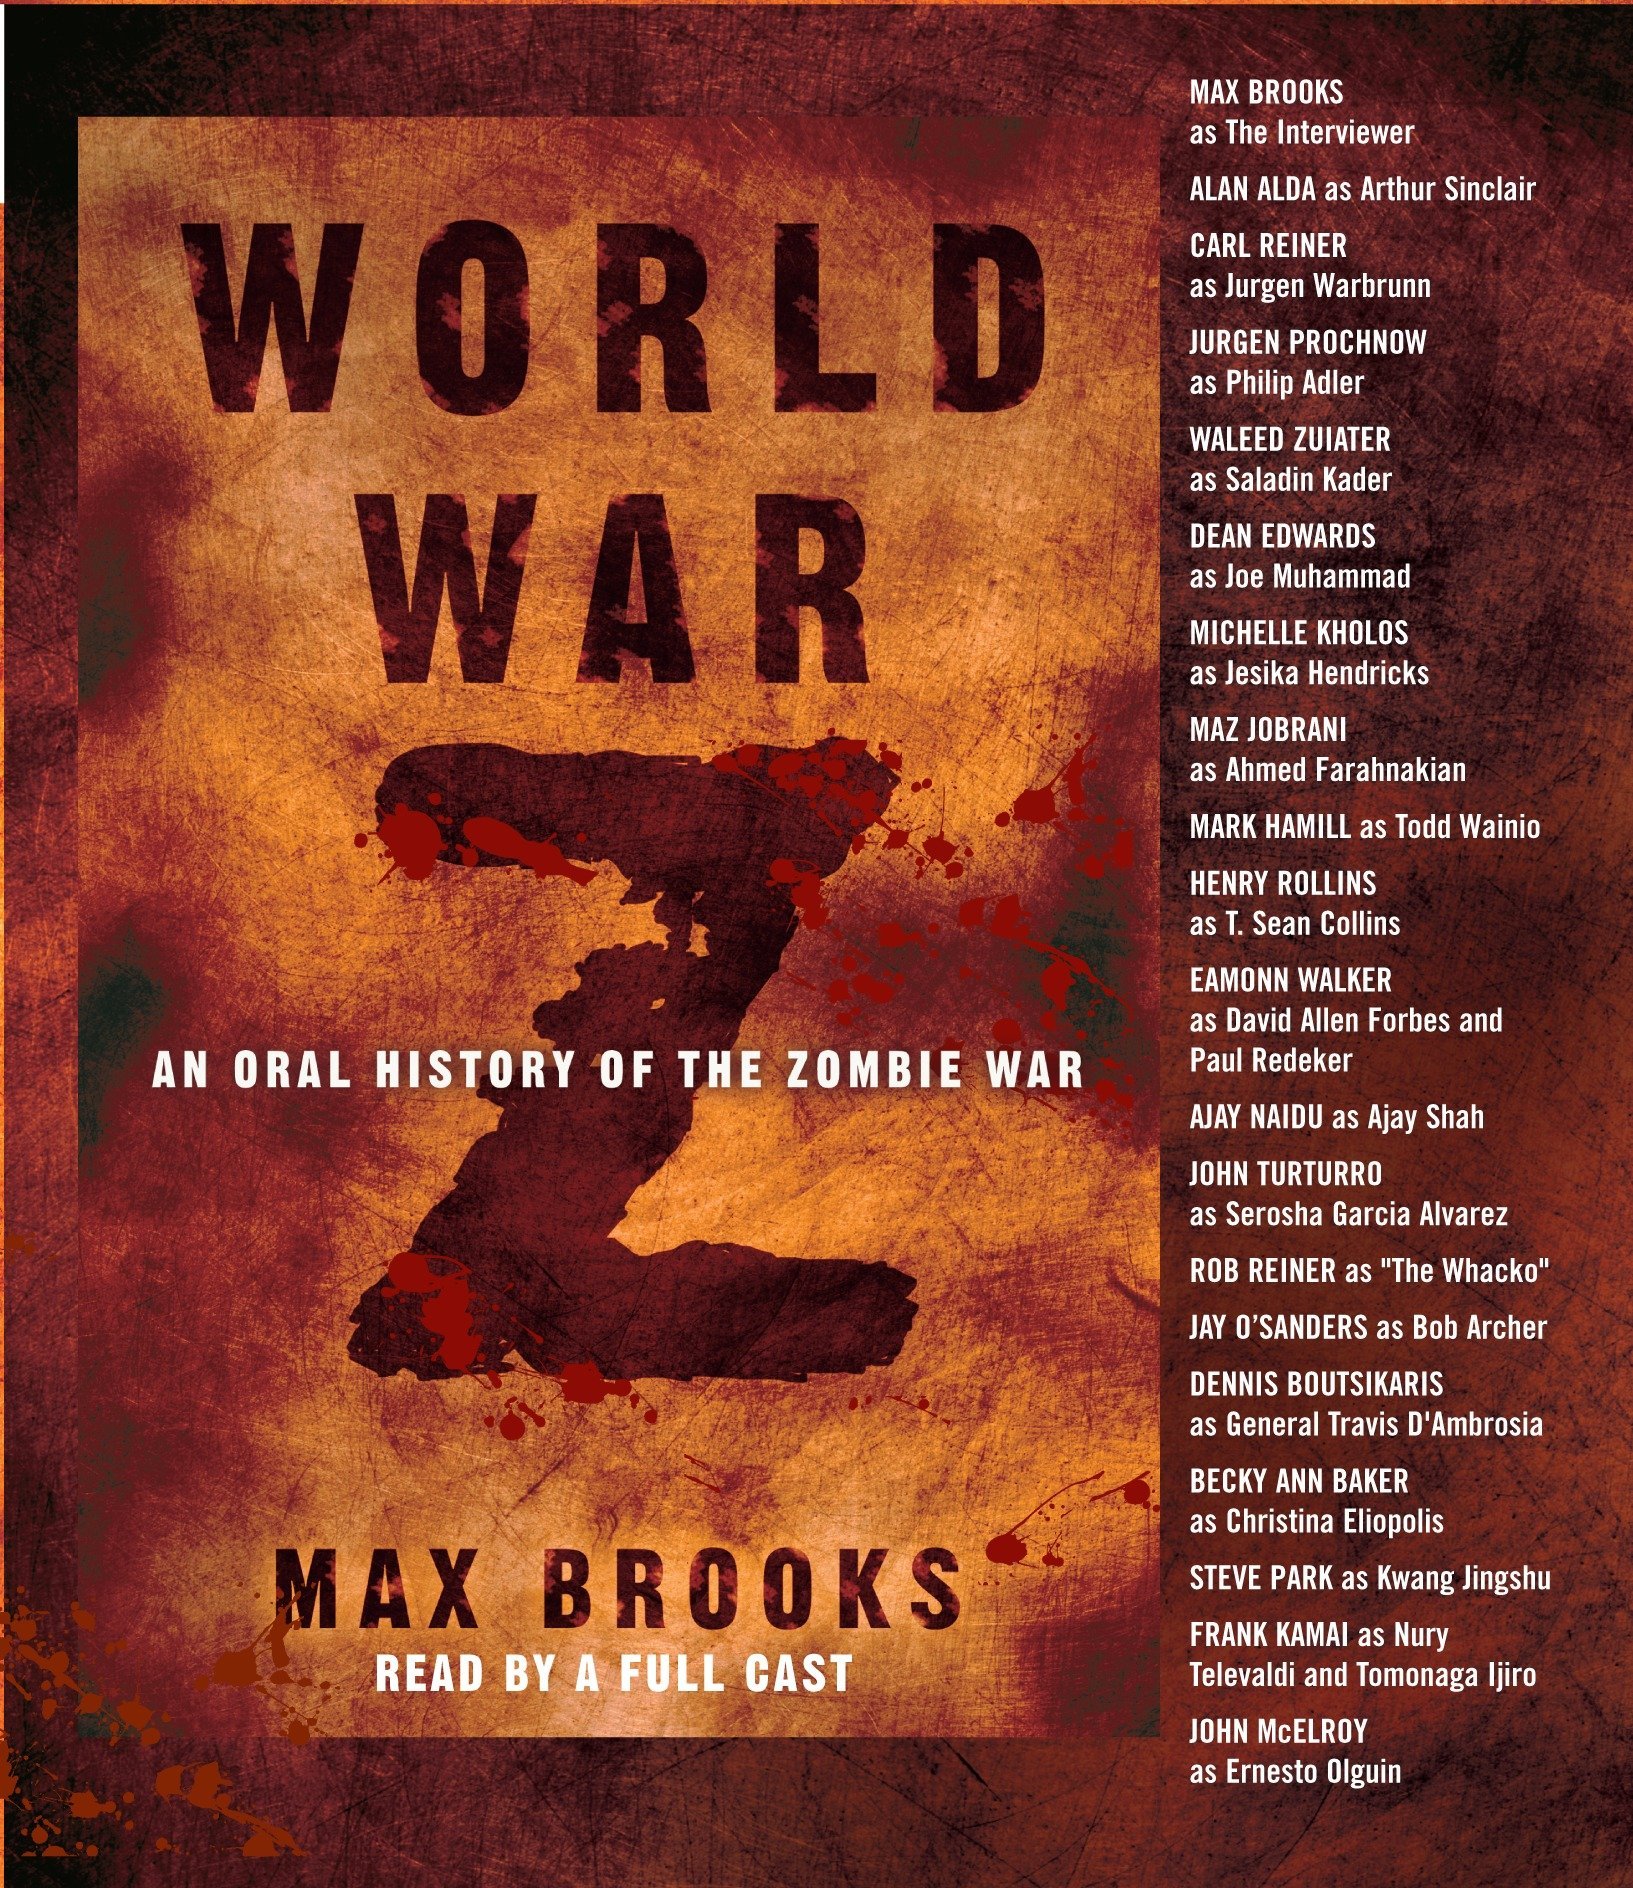 WORLD
WAR
Z
AN ORAL HISTORY OF THE ZOMBIE WAR
MAX BROOKS
READ BY A FULL CAST
MAX BROOKS
as The Interviewer
ALAN ALDA as Arthur Sinclair
CARL REINER
as Jurgen Warbrunn
JURGEN PROCHNOW
as Philip Adler
WALEED ZUIATER
as Saladin Kader
DEAN EDWARDS
as Joe Muhammad
MICHELLE KHOLOS
as Jesika Hendricks
MAZ JOBRANI
as Ahmed Farahnakian
MARK HAMILL as Todd Wainio
HENRY ROLLINS
as T. Sean Collins
EAMONN WALKER
as David Allen Forbes and
Paul Redeker
AJAY NAIDU as Ajay Shah
JOHN TURTURRO
as Serosha Garcia Alvarez
ROB REINER as "The Whacko"
JAY O’SANDERS as Bob Archer
DENNIS BOUTSIKARIS
as General Travis D'Ambrosia
BECKY ANN BAKER
as Christina Eliopolis
STEVE PARK as Kwang Jingshu
FRANK KAMAI as Nury
Televaldi and Tomonaga Ijiro
JOHN McELROY
as Ernesto Olguin